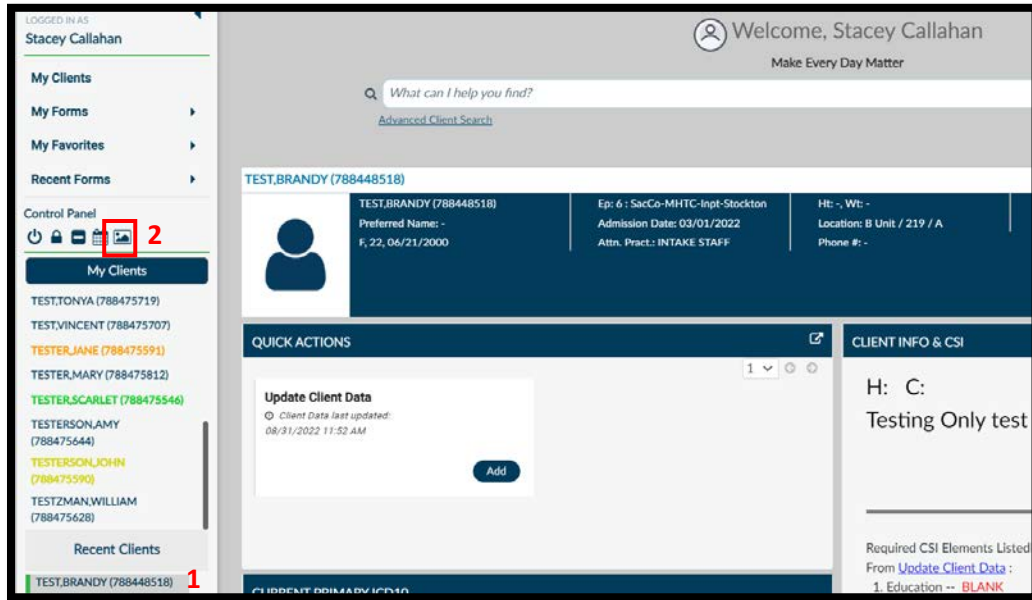 LOGGED IN AS
Stacey Callahan
My Clients
My Forms
My Favorites
Recent Forms
Control Panel
2
My Clients
TEST,TONYA (788475719)
TEST,VINCENT (788475707)
TESTER,JANE (788475591)
TESTER,MARY (788475812)
TESTER,SCARLET (788475546)
TESTERSON,AMY
(788475644)
TESTERSON,JOHN
(788475590)
TESTZMAN,WILLIAM
(788475628)
Recent Clients
TEST,BRANDY (788448518) 1
Welcome, Stacey Callahan
Make Every Day Matter
What can I help you find?
Advanced Client Search
TEST,BRANDY (788448518)
TEST,BRANDY (788448518)
Preferred Name: -
F, 22, 06/21/2000
Ep: 6 : SacCo-MHTC-Inpt-Stockton
Admission Date: 03/01/2022
Attn. Pract.: INTAKE STAFF
Ht: -, Wt: -
Location: B Unit / 219 / A
Phone #: -
QUICK ACTIONS
1
Update Client Data
Client Data last updated:
08/31/2022 11:52 AM
Add
CURRENT PRIMARY ICD10
CLIENT INFO & CSI
H: C:
Testing Only test
Required CSI Elements Listed
From Update Client Data :
1. Education -- BLANK